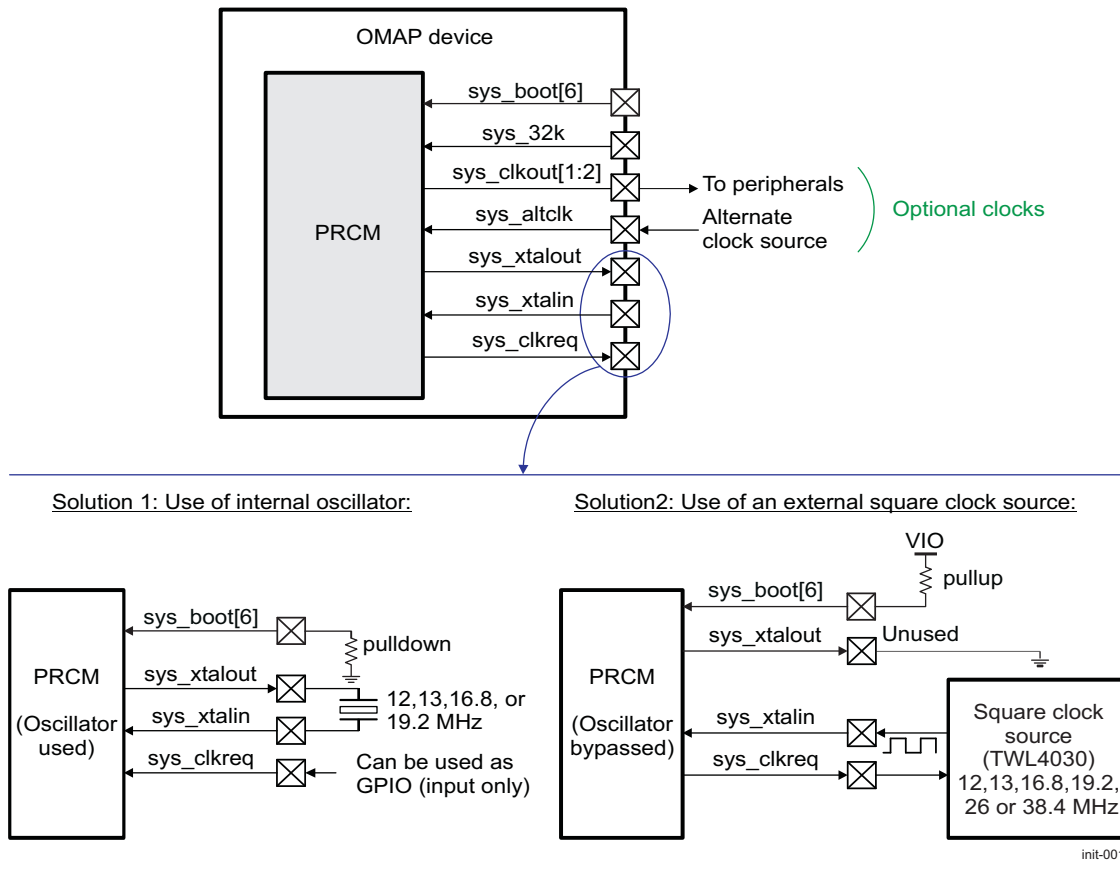 OMAP device
PRCM
sys_boot[6]
sys_32k
sys_clkout[1:2]
sys_altclk
sys_xtalout
sys_xtalin
sys_clkreq
To peripherals
Alternate
clock source
Optional clocks
Solution 1: Use of internal oscillator:
PRCM
(Oscillator
used)
sys_boot[6]
pulldown
sys_xtalout
sys_xtalin
12,13,16.8, or
19.2 MHz
sys_clkreq
Can be used as
GPIO (input only)
Solution2: Use of an external square clock source:
VIO
pullup
PRCM
(Oscillator
bypassed)
sys_boot[6]
sys_xtalout
Unused
sys_xtalin
sys_clkreq
Square clock
source
(TWL4030)
12,13,16.8,19.2,
26 or 38.4 MHz
init-001